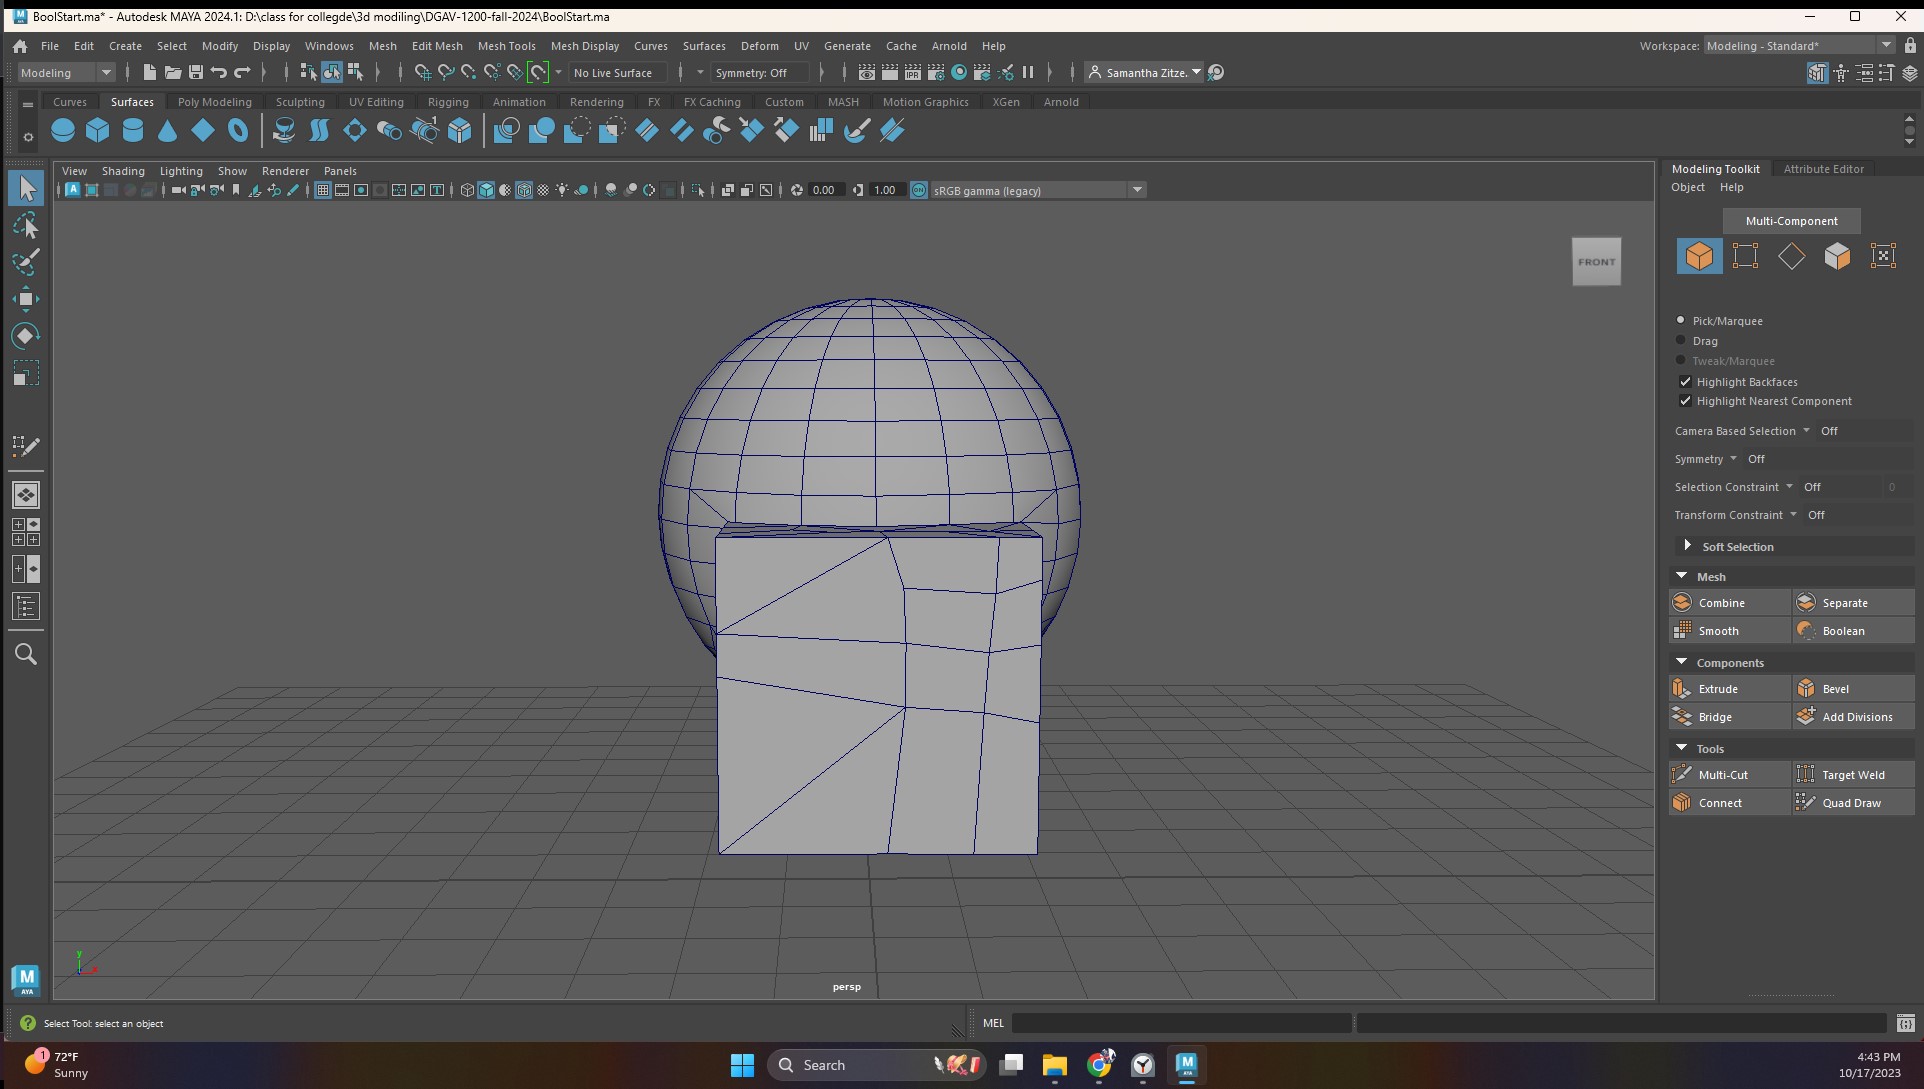 BoolStart.ma* - Autodesk MAYA 2024.1: D:\class for collegde\3d modiling\DGAV-1200-fall-2024\BoolStart.ma
File Edit Create Select Modify Display Windows Mesh Edit Mesh Mesh Tools Mesh Display Curves Surfaces Deform UV Generate Cache Arnold Help Workspace: Modeling - Standard*
Modeling No Live Surface Symmetry: Off IPR Samantha Zitze.
Curves Surfaces Poly Modeling Sculpting UV Editing Rigging Animation Rendering FX FX Caching Custom MASH Motion Graphics XGen Arnold
View Shading Lighting Show Renderer Panels
0.00 1.00 ON sRGB gamma (legacy)
FRONT
persp
y
x
Modeling Toolkit Attribute Editor
Object Help
Multi-Component
Pick/Marquee
Drag
Tweak/Marquee
Highlight Backfaces
Highlight Nearest Component
Camera Based Selection Off
Symmetry Off
Selection Constraint Off 0
Transform Constraint Off
Soft Selection
Mesh
Combine Separate
Smooth Boolean
Components
Extrude Bevel
Bridge Add Divisions
Tools
Multi-Cut Target Weld
Connect Quad Draw
M
AYA
Select Tool: select an object MEL
1 72°F
Sunny
Search
4:43 PM
10/17/2023